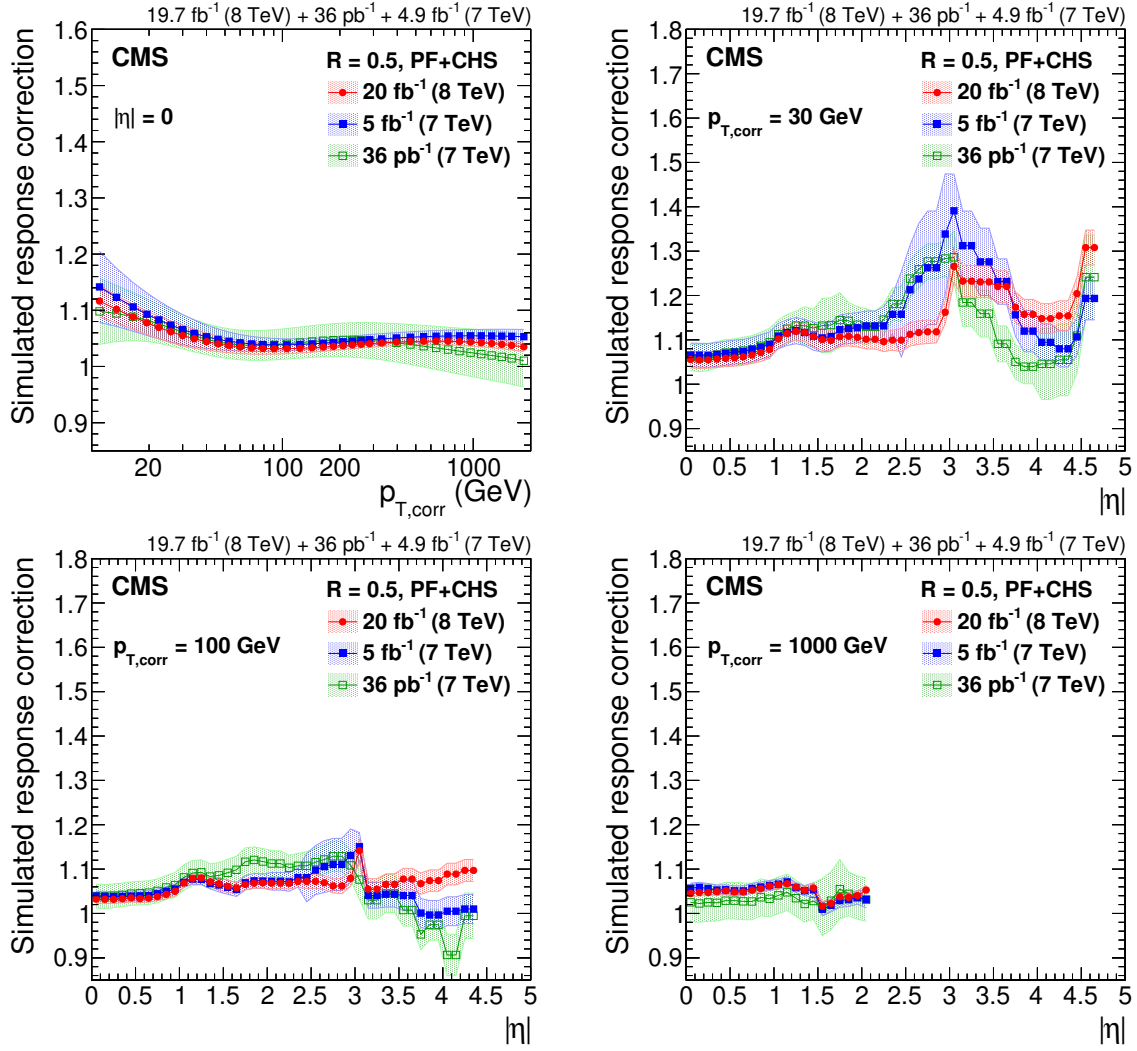 19.7 fb⁻¹ (8 TeV) + 36 pb⁻¹ + 4.9 fb⁻¹ (7 TeV)
CMS
R = 0.5, PF+CHS
20 fb⁻¹ (8 TeV)
|η| = 0
5 fb⁻¹ (7 TeV)
36 pb⁻¹ (7 TeV)
Simulated response correction
1.6
1.5
1.4
1.3
1.2
1.1
1
0.9
20 100 200 1000
p_T,corr (GeV)
19.7 fb⁻¹ (8 TeV) + 36 pb⁻¹ + 4.9 fb⁻¹ (7 TeV)
CMS
R = 0.5, PF+CHS
20 fb⁻¹ (8 TeV)
p_T,corr = 30 GeV
5 fb⁻¹ (7 TeV)
36 pb⁻¹ (7 TeV)
Simulated response correction
1.8
1.7
1.6
1.5
1.4
1.3
1.2
1.1
1
0.9
0 0.5 1 1.5 2 2.5 3 3.5 4 4.5 5
|η|
19.7 fb⁻¹ (8 TeV) + 36 pb⁻¹ + 4.9 fb⁻¹ (7 TeV)
CMS
R = 0.5, PF+CHS
20 fb⁻¹ (8 TeV)
p_T,corr = 100 GeV
5 fb⁻¹ (7 TeV)
36 pb⁻¹ (7 TeV)
Simulated response correction
1.8
1.7
1.6
1.5
1.4
1.3
1.2
1.1
1
0.9
0 0.5 1 1.5 2 2.5 3 3.5 4 4.5 5
|η|
19.7 fb⁻¹ (8 TeV) + 36 pb⁻¹ + 4.9 fb⁻¹ (7 TeV)
CMS
R = 0.5, PF+CHS
20 fb⁻¹ (8 TeV)
p_T,corr = 1000 GeV
5 fb⁻¹ (7 TeV)
36 pb⁻¹ (7 TeV)
Simulated response correction
1.8
1.7
1.6
1.5
1.4
1.3
1.2
1.1
1
0.9
0 0.5 1 1.5 2 2.5 3 3.5 4 4.5 5
|η|